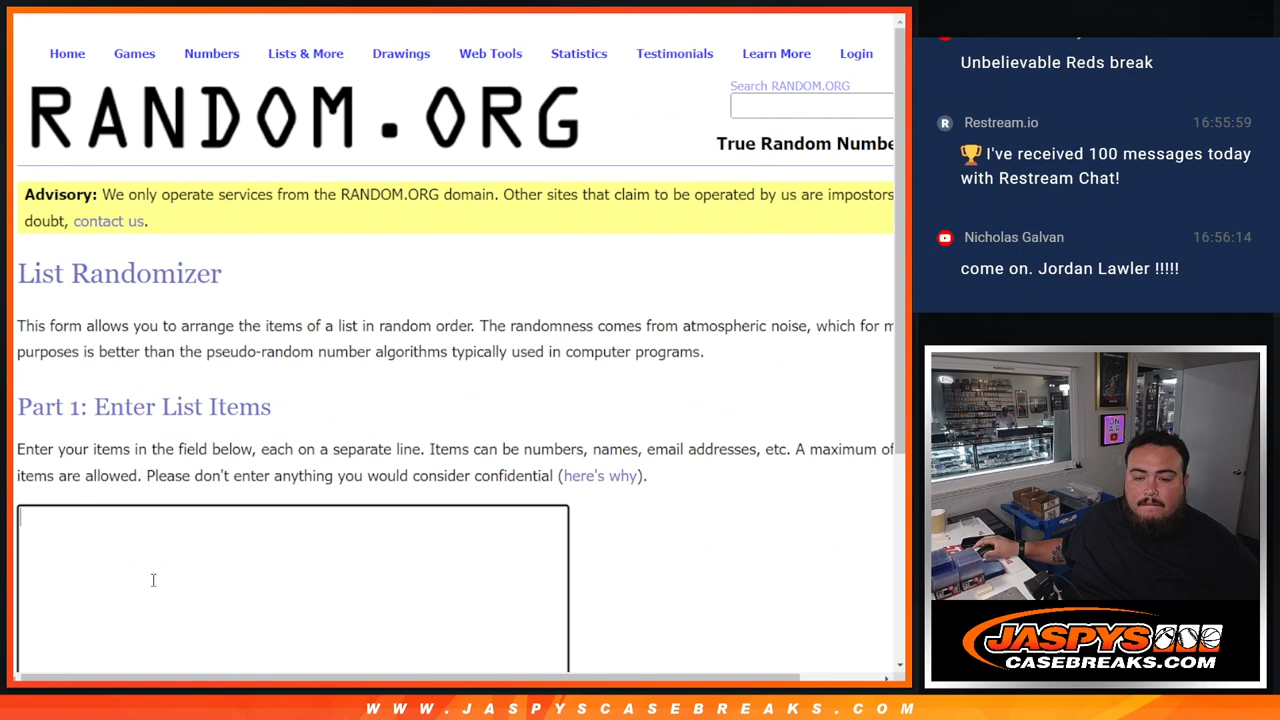 Home Games Numbers Lists & More Drawings Web Tools Statistics Testimonials Learn More Login
RANDOM.ORG
Search RANDOM.ORG
True Random Numbe
Advisory: We only operate services from the RANDOM.ORG domain. Other sites that claim to be operated by us are impostors
doubt, contact us.
List Randomizer
This form allows you to arrange the items of a list in random order. The randomness comes from atmospheric noise, which for m
purposes is better than the pseudo-random number algorithms typically used in computer programs.
Part 1: Enter List Items
Enter your items in the field below, each on a separate line. Items can be numbers, names, email addresses, etc. A maximum of
items are allowed. Please don't enter anything you would consider confidential (here's why).
Unbelievable Reds break
R Restream.io 16:55:59
🏆 I've received 100 messages today
with Restream Chat!
Nicholas Galvan 16:56:14
come on. Jordan Lawler !!!!!
ON
AIR
JASPYS
CASEBREAKS.COM
WWW.JASPYSCASEBREAKS.COM